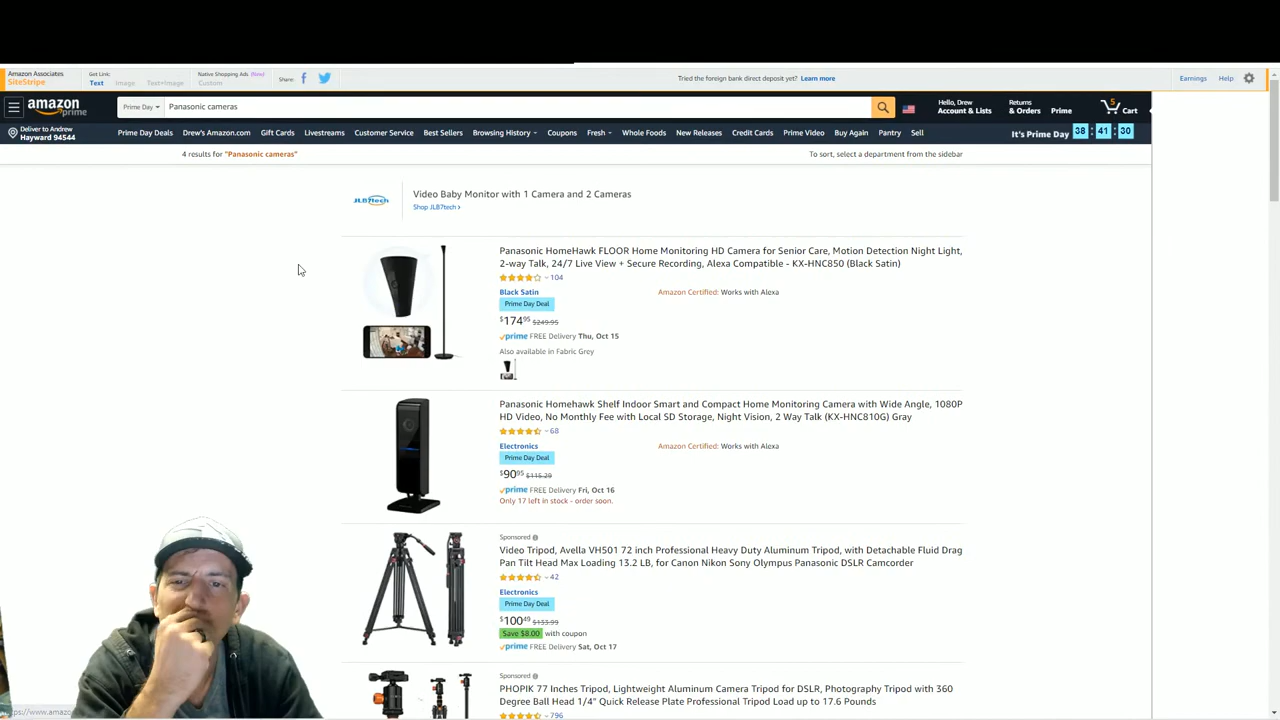 Amazon Associates
SiteStripe
Get Link:
Text Image Text+Image
Native Shopping Ads (New)
Custom
Share:
Tried the foreign bank direct deposit yet? Learn more
Earnings Help
amazon
prime
Prime Day
Panasonic cameras
Hello, Drew
Account & Lists
Returns
& Orders
Prime
5
Cart
Deliver to Andrew
Hayward 94544
Prime Day Deals Drew's Amazon.com Gift Cards Livestreams Customer Service Best Sellers Browsing History Coupons Fresh Whole Foods New Releases Credit Cards Prime Video Buy Again Pantry Sell
It's Prime Day 38 : 41 : 30
4 results for "Panasonic cameras"
To sort, select a department from the sidebar
JLB7tech
Video Baby Monitor with 1 Camera and 2 Cameras
Shop JLB7tech ›
Panasonic HomeHawk FLOOR Home Monitoring HD Camera for Senior Care, Motion Detection Night Light,
2-way Talk, 24/7 Live View + Secure Recording, Alexa Compatible - KX-HNC850 (Black Satin)
104
Black Satin
Amazon Certified: Works with Alexa
Prime Day Deal
$174.95 $249.95
prime FREE Delivery Thu, Oct 15
Also available in Fabric Grey
Panasonic Homehawk Shelf Indoor Smart and Compact Home Monitoring Camera with Wide Angle, 1080P
HD Video, No Monthly Fee with Local SD Storage, Night Vision, 2 Way Talk (KX-HNC810G) Gray
68
Electronics
Amazon Certified: Works with Alexa
Prime Day Deal
$90.95 $115.29
prime FREE Delivery Fri, Oct 16
Only 17 left in stock - order soon.
Sponsored
Video Tripod, Avella VH501 72 inch Professional Heavy Duty Aluminum Tripod, with Detachable Fluid Drag
Pan Tilt Head Max Loading 13.2 LB, for Canon Nikon Sony Olympus Panasonic DSLR Camcorder
42
Electronics
Prime Day Deal
$100.49 $133.99
Save $8.00 with coupon
prime FREE Delivery Sat, Oct 17
Sponsored
PHOPIK 77 Inches Tripod, Lightweight Aluminum Camera Tripod for DSLR, Photography Tripod with 360
Degree Ball Head 1/4" Quick Release Plate Professional Tripod Load up to 17.6 Pounds
796
https://www.amazo